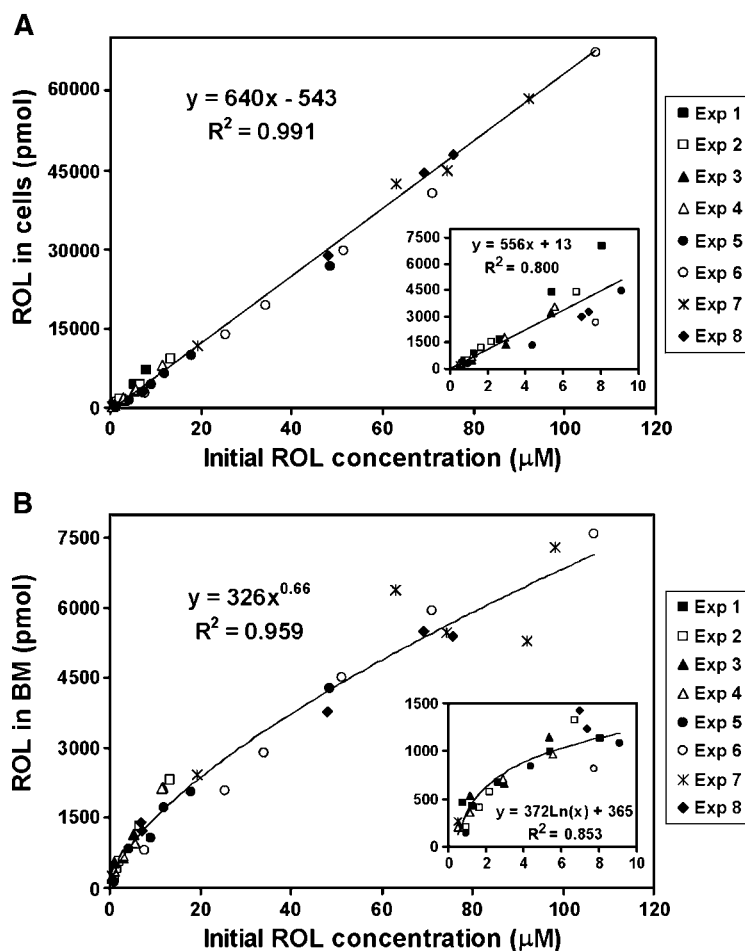 A
ROL in cells (pmol)
60000
45000
30000
15000
0
y = 640x - 543
R² = 0.991
7500
6000
4500
3000
1500
0
y = 556x + 13
R² = 0.800
0 2 4 6 8 10
0 20 40 60 80 100 120
Initial ROL concentration (μM)
Exp 1
Exp 2
Exp 3
Exp 4
Exp 5
Exp 6
Exp 7
Exp 8
B
ROL in BM (pmol)
7500
6000
4500
3000
1500
0
y = 326x^0.66
R² = 0.959
1500
1000
500
0
y = 372Ln(x) + 365
R² = 0.853
0 2 4 6 8 10
0 20 40 60 80 100 120
Initial ROL concentration (μM)
Exp 1
Exp 2
Exp 3
Exp 4
Exp 5
Exp 6
Exp 7
Exp 8